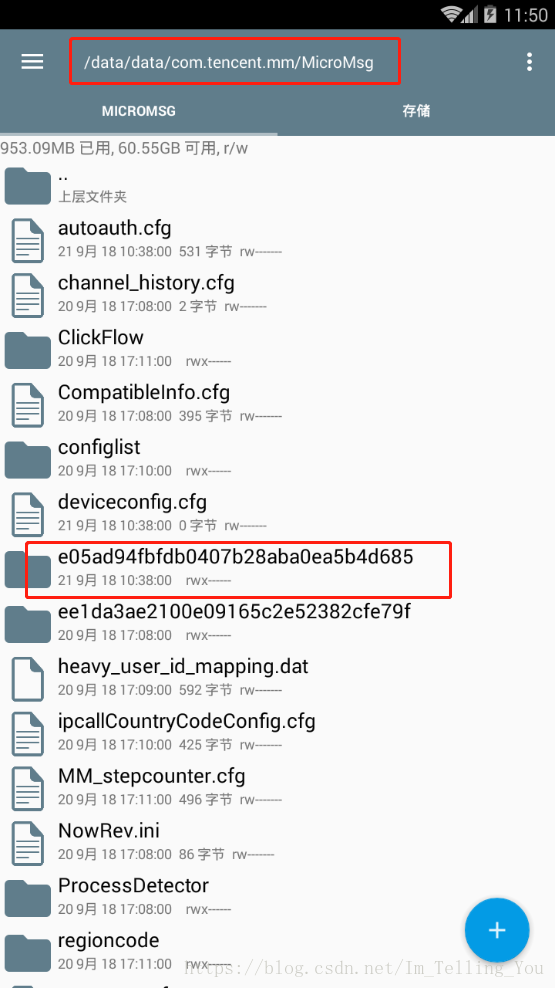 11:50
/data/data/com.tencent.mm/MicroMsg
MICROMSG 存储
953.09MB 已用, 60.55GB 可用, r/w
..
上层文件夹
autoauth.cfg
21 9月 18 10:38:00 531 字节 rw-------
channel_history.cfg
20 9月 18 17:08:00 2 字节 rw-------
ClickFlow
20 9月 18 17:11:00 rwx------
CompatibleInfo.cfg
20 9月 18 17:08:00 395 字节 rw-------
configlist
20 9月 18 17:10:00 rwx------
deviceconfig.cfg
21 9月 18 10:38:00 0 字节 rw-------
e05ad94fbfdb0407b28aba0ea5b4d685
21 9月 18 10:38:00 rwx------
ee1da3ae2100e09165c2e52382cfe79f
20 9月 18 17:08:00 rwx------
heavy_user_id_mapping.dat
20 9月 18 17:09:00 592 字节 rw-------
ipcallCountryCodeConfig.cfg
20 9月 18 17:10:00 425 字节 rw-------
MM_stepcounter.cfg
20 9月 18 17:11:00 496 字节 rw-------
NowRev.ini
20 9月 18 17:08:00 86 字节 rw-------
ProcessDetector
20 9月 18 17:08:00 rwx------
regioncode
20 9月 18 17:11:00 rwx------
https://blog.csdn.net/Im_Telling_You